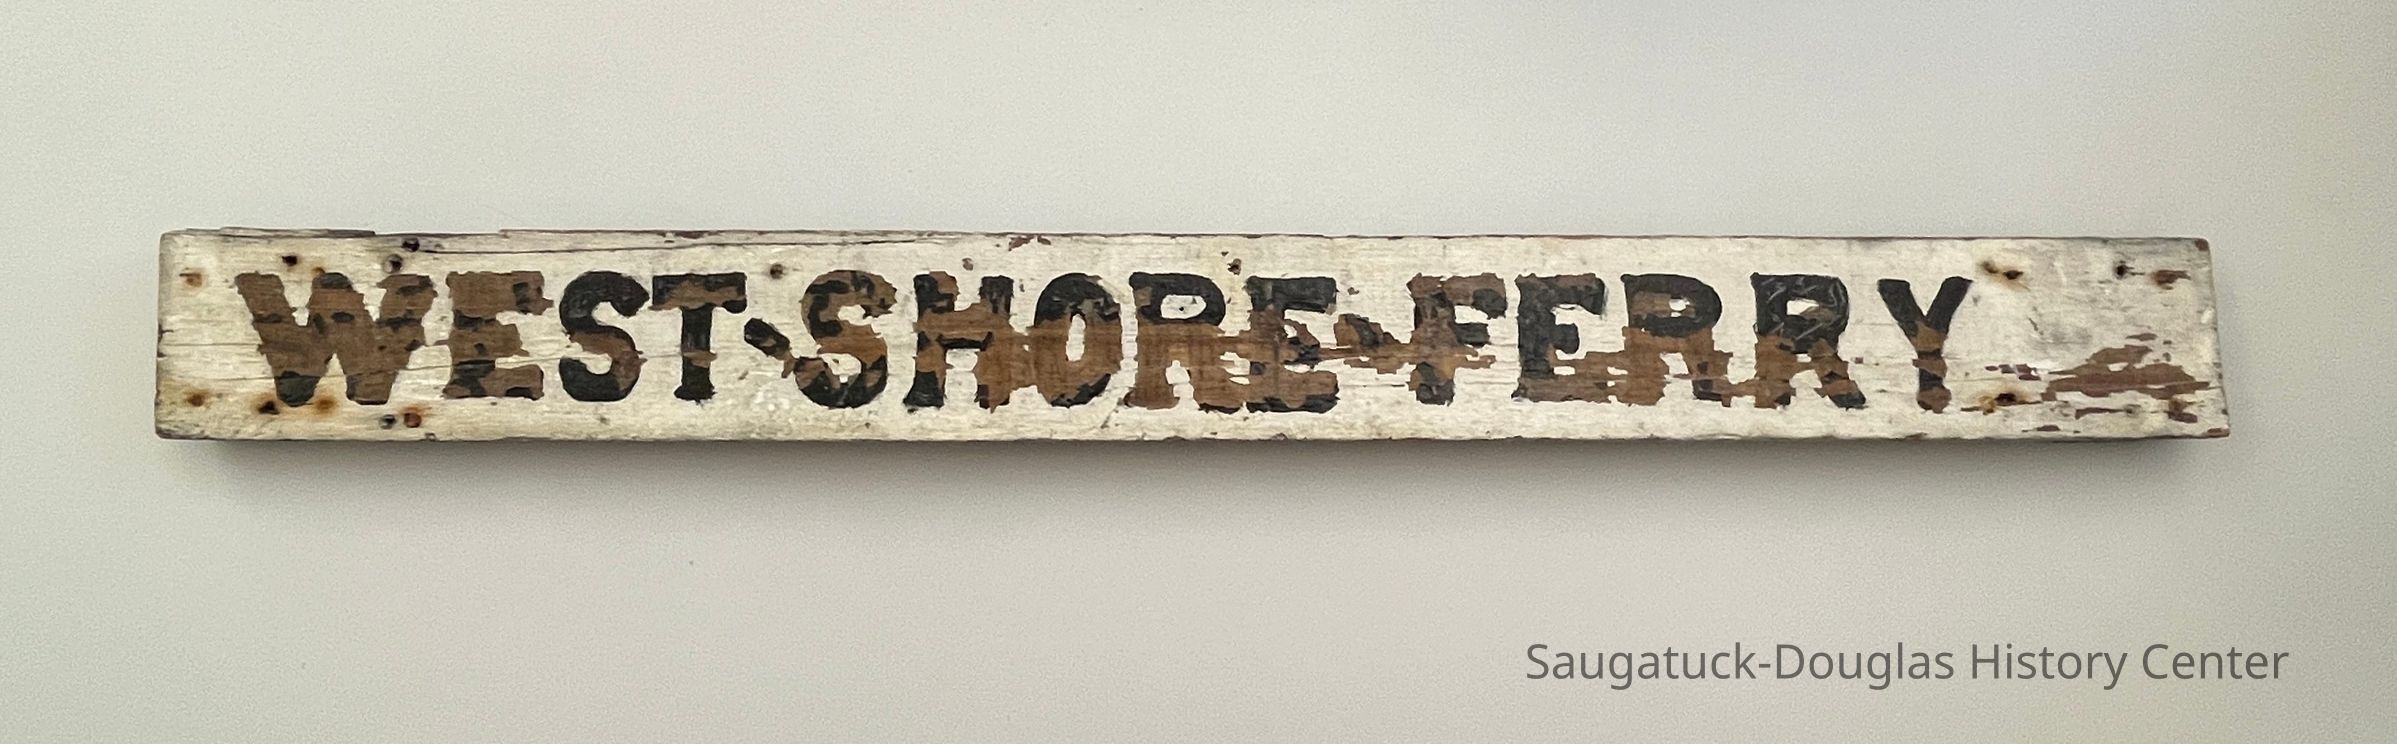 WEST·SHORE·FERRY
Saugatuck-Douglas History Center